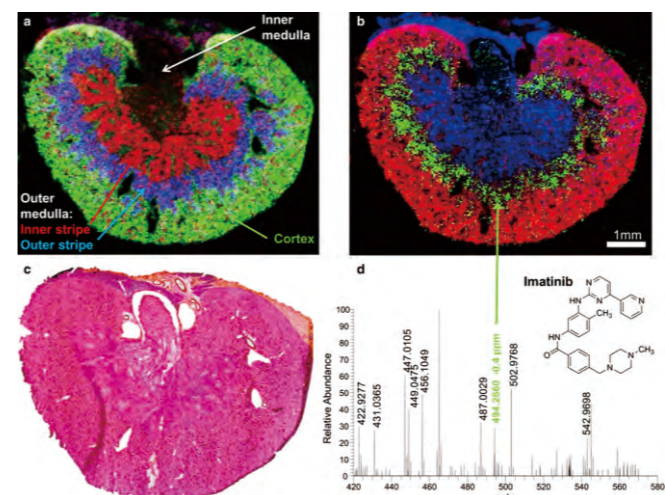 a
Inner
medulla
Outer
medulla:
Inner stripe
Outer stripe
Cortex
b
1mm
c
d
Imatinib
N
N
N
HN
CH₃
NH
O
N
N
CH₃
Relative Abundance
100
90
80
70
60
50
40
30
20
10
0
422.9277
431.0365
447.0105
449.0475
456.1049
487.0029
494.2660 -0.4 ppm
502.9768
542.9698
420
440
460
480
500
520
540
560
580